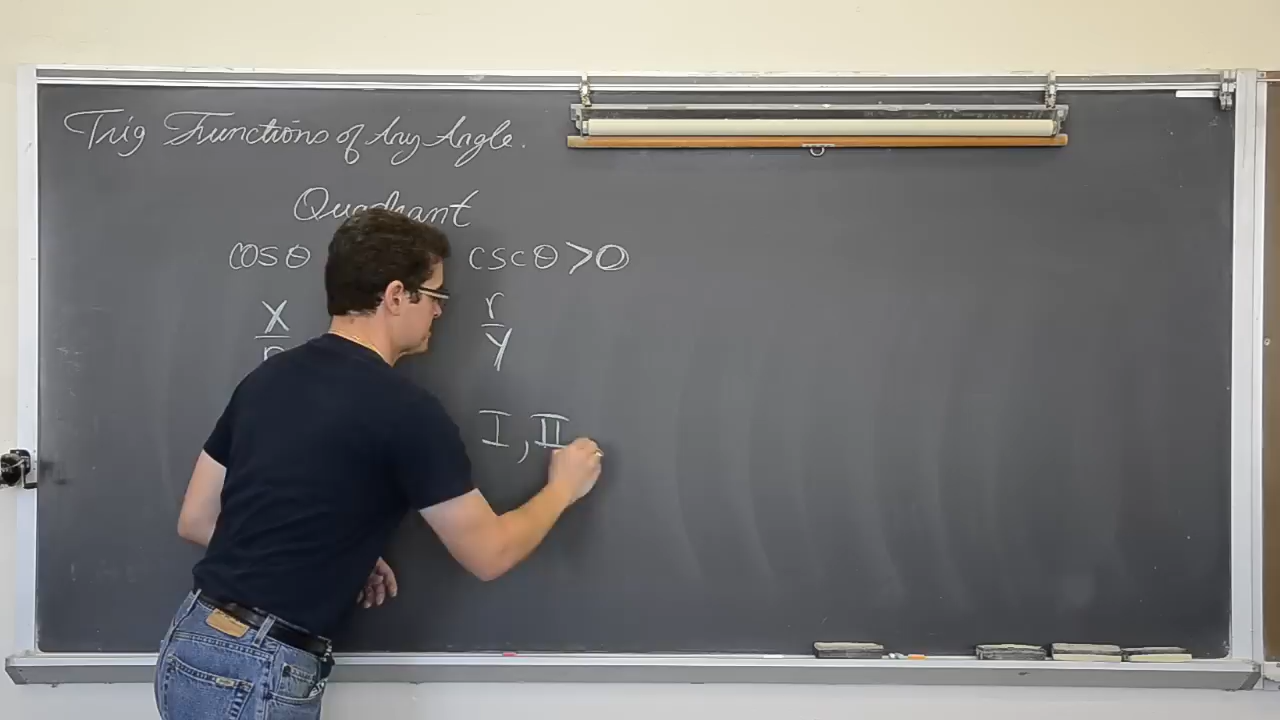 Trig Functions of Any Angle.
Quadrant
cos θ csc θ > 0
x r
y
I, II